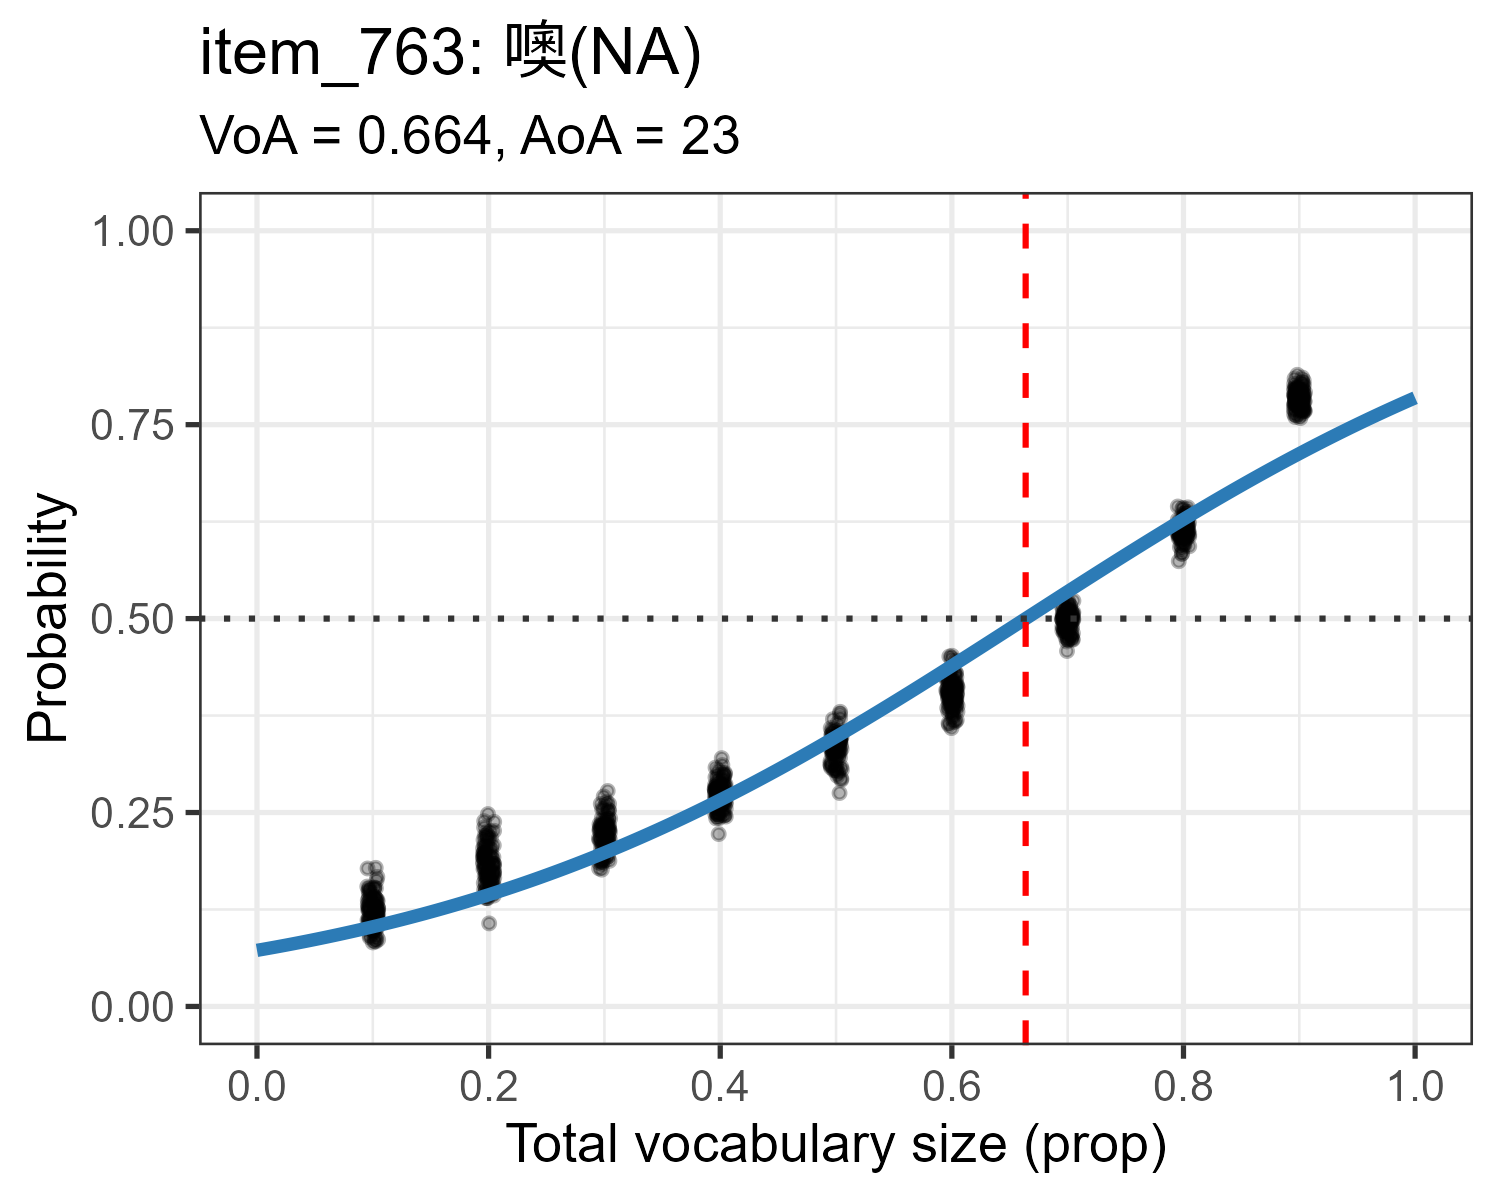 item_763: 噢(NA)
VoA = 0.664, AoA = 23
1.00
0.75
0.50
0.25
0.00
Probability
0.0 0.2 0.4 0.6 0.8 1.0
Total vocabulary size (prop)